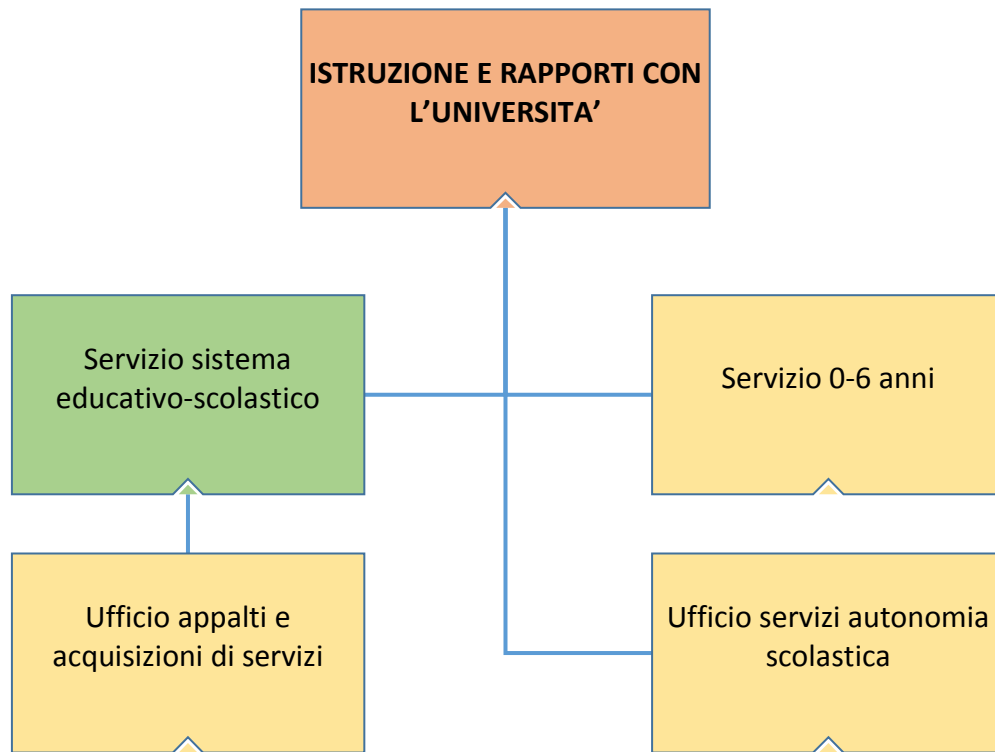 ISTRUZIONE E RAPPORTI CON
L’UNIVERSITA’
Servizio sistema
educativo-scolastico
Servizio 0-6 anni
Ufficio appalti e
acquisizioni di servizi
Ufficio servizi autonomia
scolastica